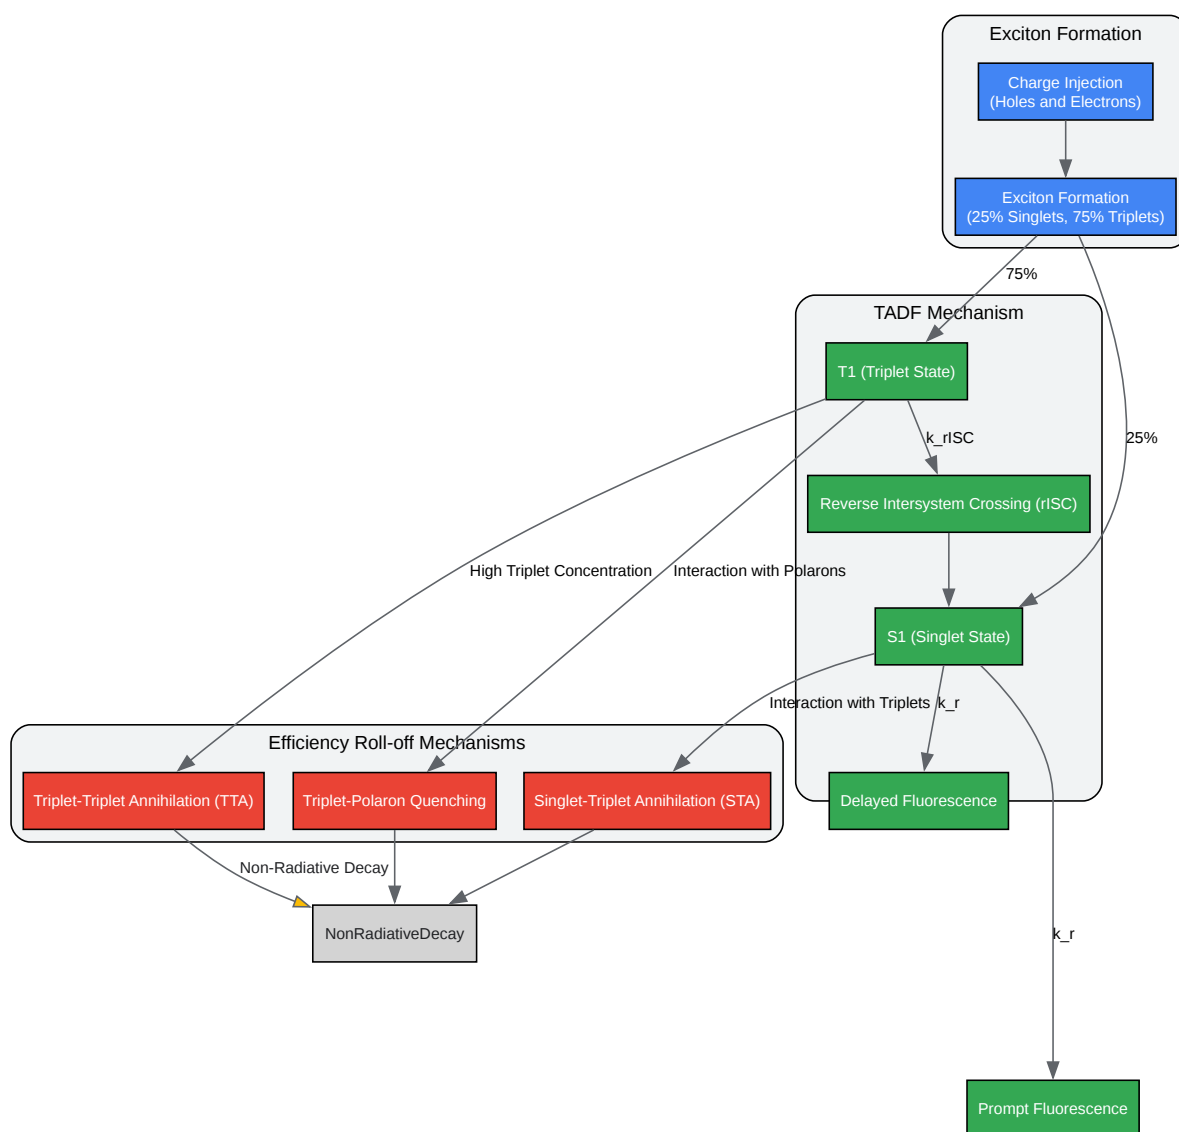 Exciton Formation
Charge Injection
(Holes and Electrons)
Exciton Formation
(25% Singlets, 75% Triplets)
75%
TADF Mechanism
T1 (Triplet State)
k_rISC
25%
Reverse Intersystem Crossing (rISC)
High Triplet Concentration
Interaction with Polarons
S1 (Singlet State)
Interaction with Triplets
k_r
Efficiency Roll-off Mechanisms
Triplet-Triplet Annihilation (TTA)
Triplet-Polaron Quenching
Singlet-Triplet Annihilation (STA)
Delayed Fluorescence
Non-Radiative Decay
NonRadiativeDecay
k_r
Prompt Fluorescence